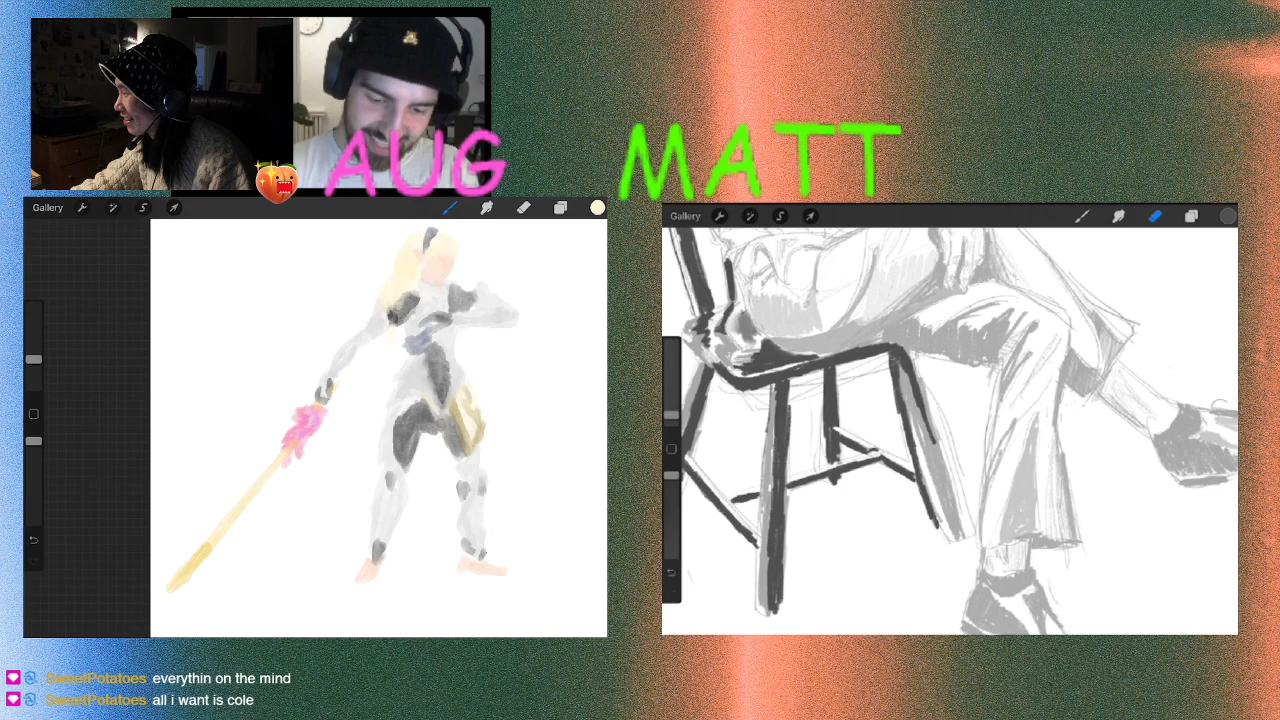 AUG
MATT
Gallery
Gallery
SweetPotatoes everythin on the mind
SweetPotatoes all i want is cole